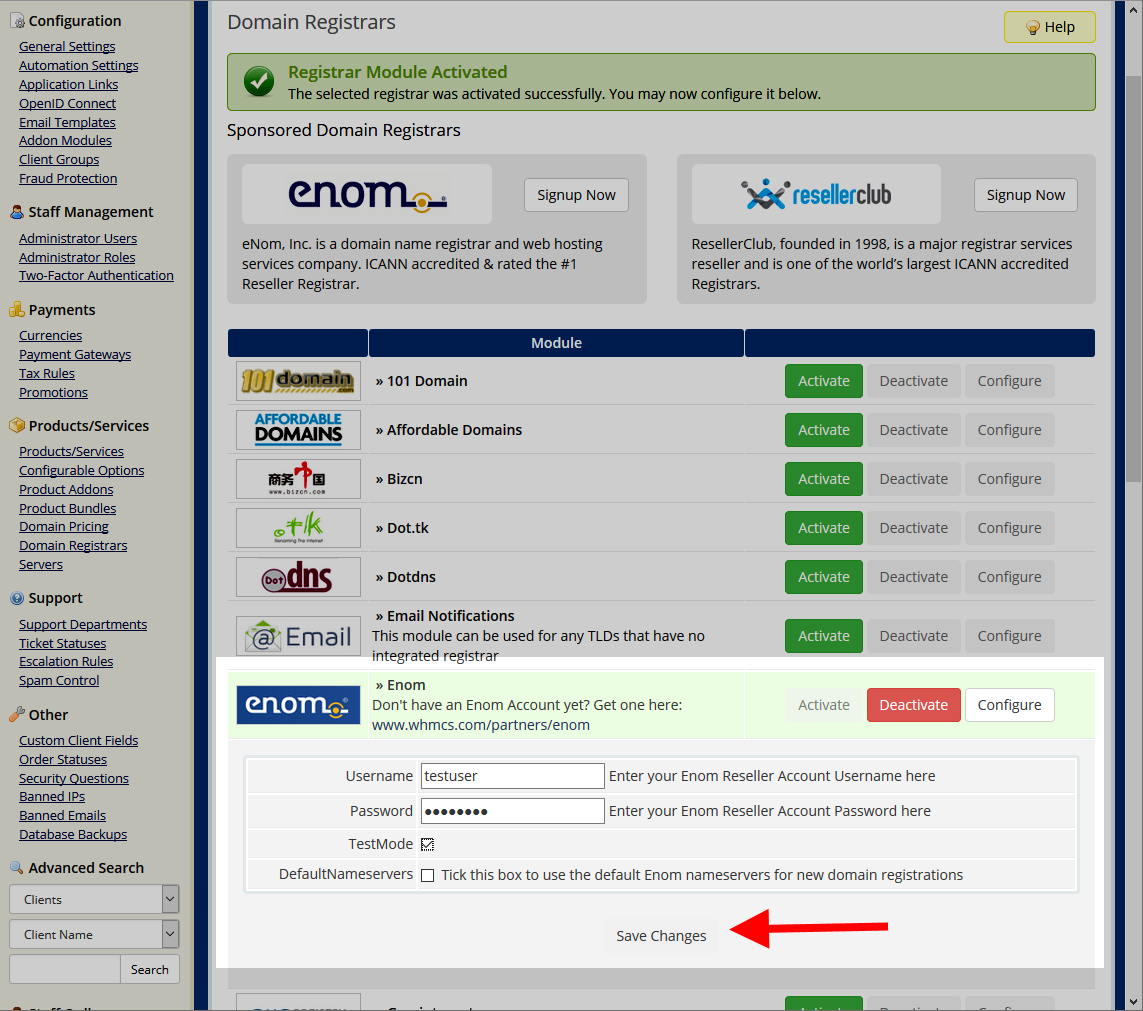 Configuration
General Settings
Automation Settings
Application Links
OpenID Connect
Email Templates
Addon Modules
Client Groups
Fraud Protection
Staff Management
Administrator Users
Administrator Roles
Two-Factor Authentication
Payments
Currencies
Payment Gateways
Tax Rules
Promotions
Products/Services
Products/Services
Configurable Options
Product Addons
Product Bundles
Domain Pricing
Domain Registrars
Servers
Support
Support Departments
Ticket Statuses
Escalation Rules
Spam Control
Other
Custom Client Fields
Order Statuses
Security Questions
Banned IPs
Banned Emails
Database Backups
Advanced Search
Clients
Client Name
Search
Domain Registrars
Help
Registrar Module Activated
The selected registrar was activated successfully. You may now configure it below.
Sponsored Domain Registrars
enom
Signup Now
eNom, Inc. is a domain name registrar and web hosting
services company. ICANN accredited & rated the #1
Reseller Registrar.
resellerclub
Signup Now
ResellerClub, founded in 1998, is a major registrar services
reseller and is one of the world's largest ICANN accredited
Registrars.
Module
101domain.com » 101 Domain Activate Deactivate Configure
AFFORDABLE
DOMAINS » Affordable Domains Activate Deactivate Configure
商务中国
www.bizcn.com » Bizcn Activate Deactivate Configure
.tk
Renaming The Internet » Dot.tk Activate Deactivate Configure
Dot dns » Dotdns Activate Deactivate Configure
@ Email » Email Notifications
This module can be used for any TLDs that have no
integrated registrar
Activate Deactivate Configure
enom » Enom
Don't have an Enom Account yet? Get one here:
www.whmcs.com/partners/enom
Activate Deactivate Configure
Username testuser Enter your Enom Reseller Account Username here
Password ●●●●●●●● Enter your Enom Reseller Account Password here
TestMode
DefaultNameservers Tick this box to use the default Enom nameservers for new domain registrations
Save Changes